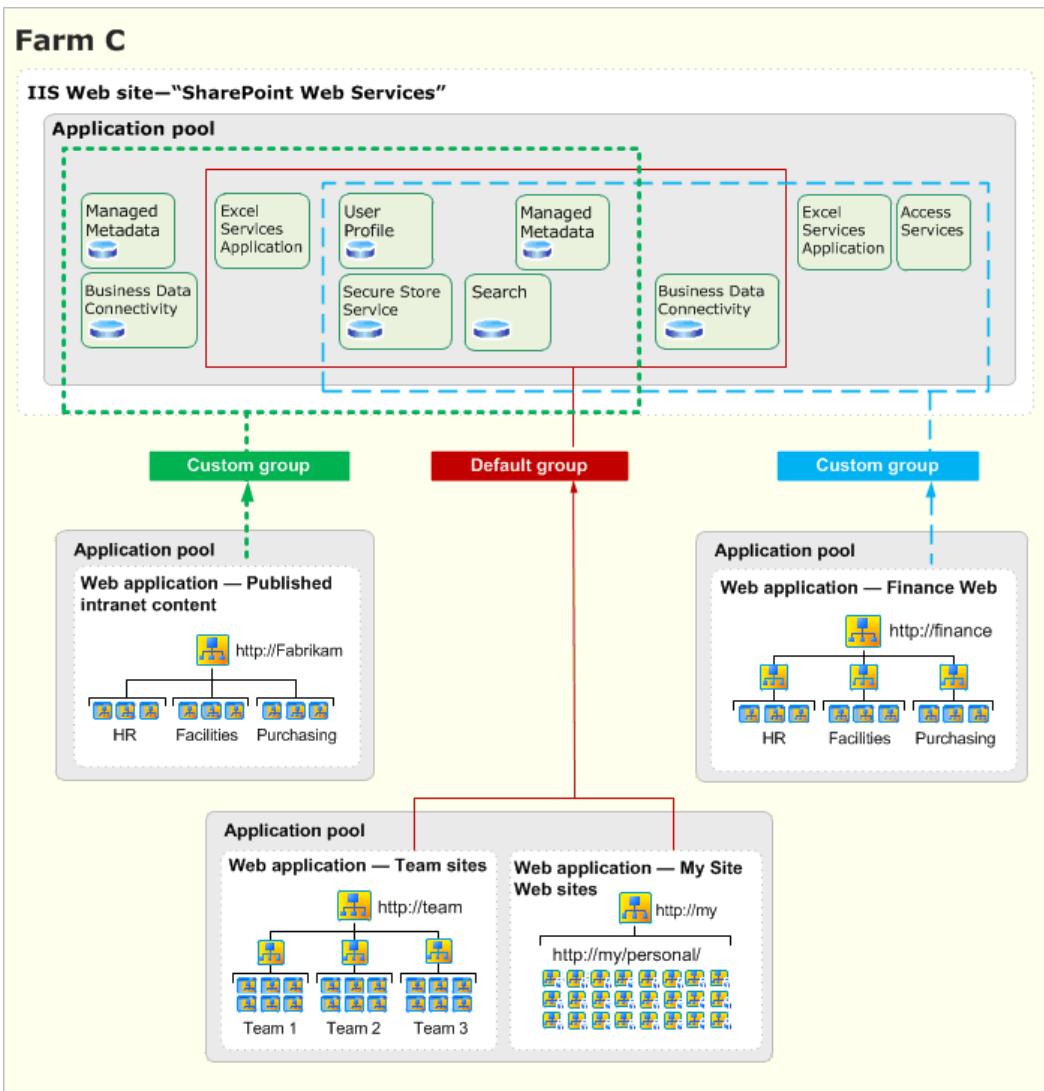 Farm C
IIS Web site—“SharePoint Web Services”
Application pool
Managed
Metadata
Excel
Services
Application
User
Profile
Managed
Metadata
Excel
Services
Application
Access
Services
Business Data
Connectivity
Secure Store
Service
Search
Business Data
Connectivity
Custom group
Default group
Custom group
Application pool
Web application — Published
intranet content
http://Fabrikam
HR
Facilities
Purchasing
Application pool
Web application — Finance Web
http://finance
HR
Facilities
Purchasing
Application pool
Web application — Team sites
http://team
Team 1
Team 2
Team 3
Web application — My Site
Web sites
http://my
http://my/personal/